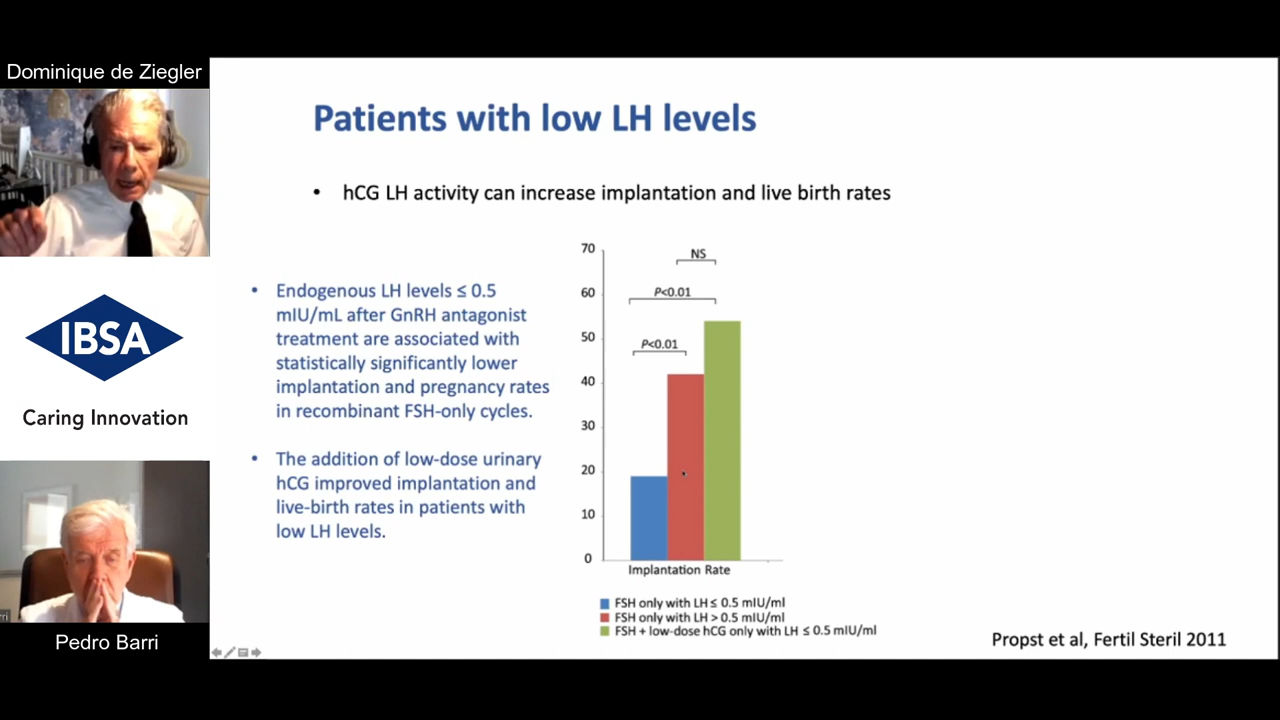 Dominique de Ziegler
IBSA
Caring Innovation
Pedro Barri
Patients with low LH levels
• hCG LH activity can increase implantation and live birth rates
• Endogenous LH levels ≤ 0.5
mIU/mL after GnRH antagonist
treatment are associated with
statistically significantly lower
implantation and pregnancy rates
in recombinant FSH-only cycles.
• The addition of low-dose urinary
hCG improved implantation and
live-birth rates in patients with
low LH levels.
70
60
50
40
30
20
10
0
NS
P<0.01
P<0.01
Implantation Rate
FSH only with LH ≤ 0.5 mIU/ml
FSH only with LH > 0.5 mIU/ml
FSH + low-dose hCG only with LH ≤ 0.5 mIU/ml
Propst et al, Fertil Steril 2011